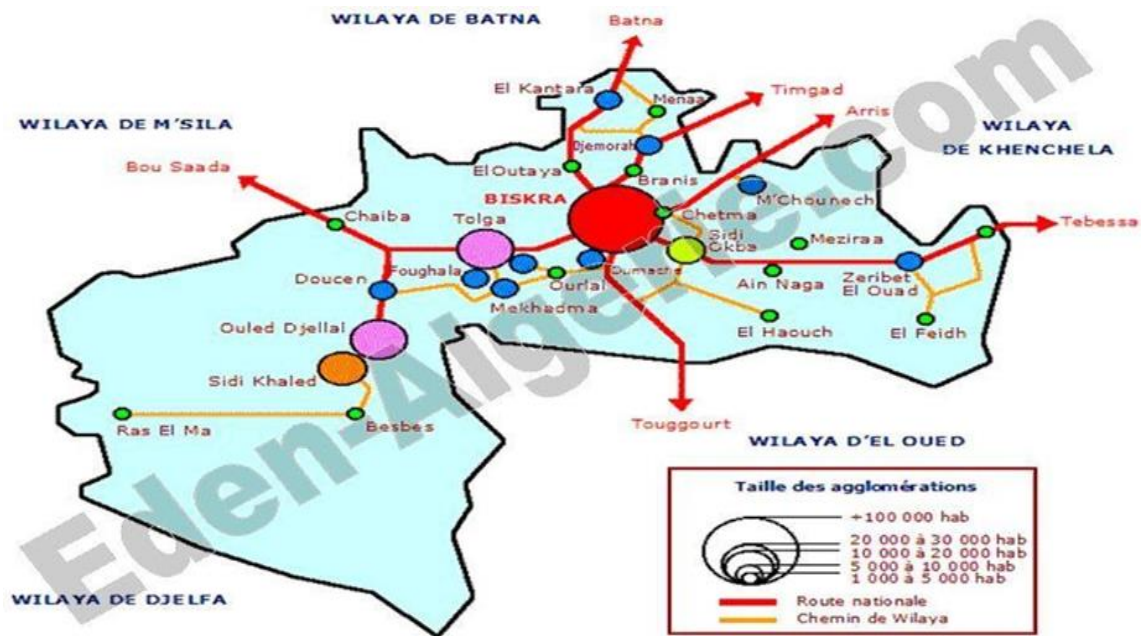 WILAYA DE BATNA
Batna
El Kantara
Menaa
Timgad
Arris
WILAYA DE M'SILA
WILAYA
DE KHENCHELA
Djemorah
Bou Saada
El Outaya
Branis
BISKRA
M'Chounech
Chaiba
Tolga
Chetma
Tebessa
Sidi
Okba
Meziraa
Doucen
Foughala
Oumache
Ourlal
Ain Naga
Zeribet
El Ouad
Mekhadma
Ouled Djellal
El Haouch
El Feidh
Sidi Khaled
Ras El Ma
Besbes
Touggourt
WILAYA D'EL OUED
Taille des agglomérations
+100 000 hab
20 000 à 30 000 hab
10 000 à 20 000 hab
5 000 à 10 000 hab
1 000 à 5 000 hab
Route nationale
Chemin de Wilaya
WILAYA DE DJELFA
Eden-Algerie.com